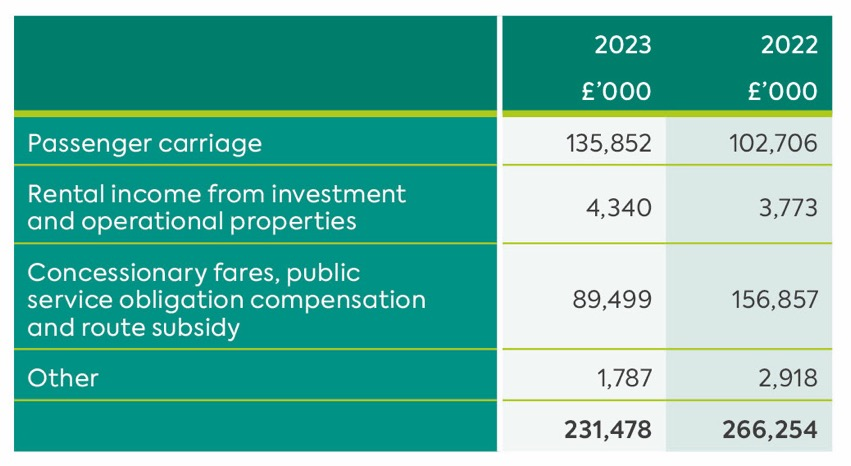 2023 2022
£’000 £’000
Passenger carriage 135,852 102,706
Rental income from investment
and operational properties 4,340 3,773
Concessionary fares, public
service obligation compensation 89,499 156,857
and route subsidy
Other 1,787 2,918
231,478 266,254